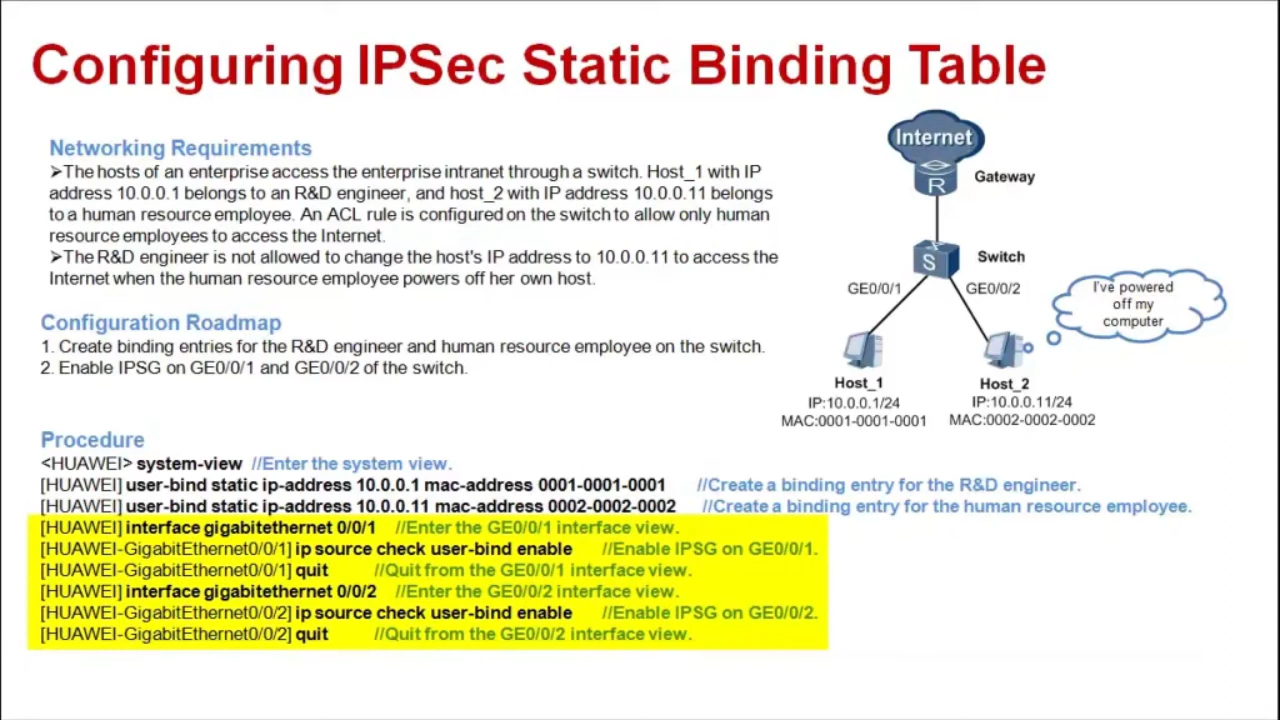 Configuring IPSec Static Binding Table
Networking Requirements
➢The hosts of an enterprise access the enterprise intranet through a switch. Host_1 with IP
address 10.0.0.1 belongs to an R&D engineer, and host_2 with IP address 10.0.0.11 belongs
to a human resource employee. An ACL rule is configured on the switch to allow only human
resource employees to access the Internet.
➢The R&D engineer is not allowed to change the host's IP address to 10.0.0.11 to access the
Internet when the human resource employee powers off her own host.
Configuration Roadmap
1. Create binding entries for the R&D engineer and human resource employee on the switch.
2. Enable IPSG on GE0/0/1 and GE0/0/2 of the switch.
Internet
R
Gateway
S
Switch
GE0/0/1
GE0/0/2
I've powered
off my
computer
Host_1
IP:10.0.0.1/24
MAC:0001-0001-0001
Host_2
IP:10.0.0.11/24
MAC:0002-0002-0002
Procedure
<HUAWEI> system-view //Enter the system view.
[HUAWEI] user-bind static ip-address 10.0.0.1 mac-address 0001-0001-0001 //Create a binding entry for the R&D engineer.
[HUAWEI] user-bind static ip-address 10.0.0.11 mac-address 0002-0002-0002 //Create a binding entry for the human resource employee.
[HUAWEI] interface gigabitethernet 0/0/1 //Enter the GE0/0/1 interface view.
[HUAWEI-GigabitEthernet0/0/1] ip source check user-bind enable //Enable IPSG on GE0/0/1.
[HUAWEI-GigabitEthernet0/0/1] quit //Quit from the GE0/0/1 interface view.
[HUAWEI] interface gigabitethernet 0/0/2 //Enter the GE0/0/2 interface view.
[HUAWEI-GigabitEthernet0/0/2] ip source check user-bind enable //Enable IPSG on GE0/0/2.
[HUAWEI-GigabitEthernet0/0/2] quit //Quit from the GE0/0/2 interface view.